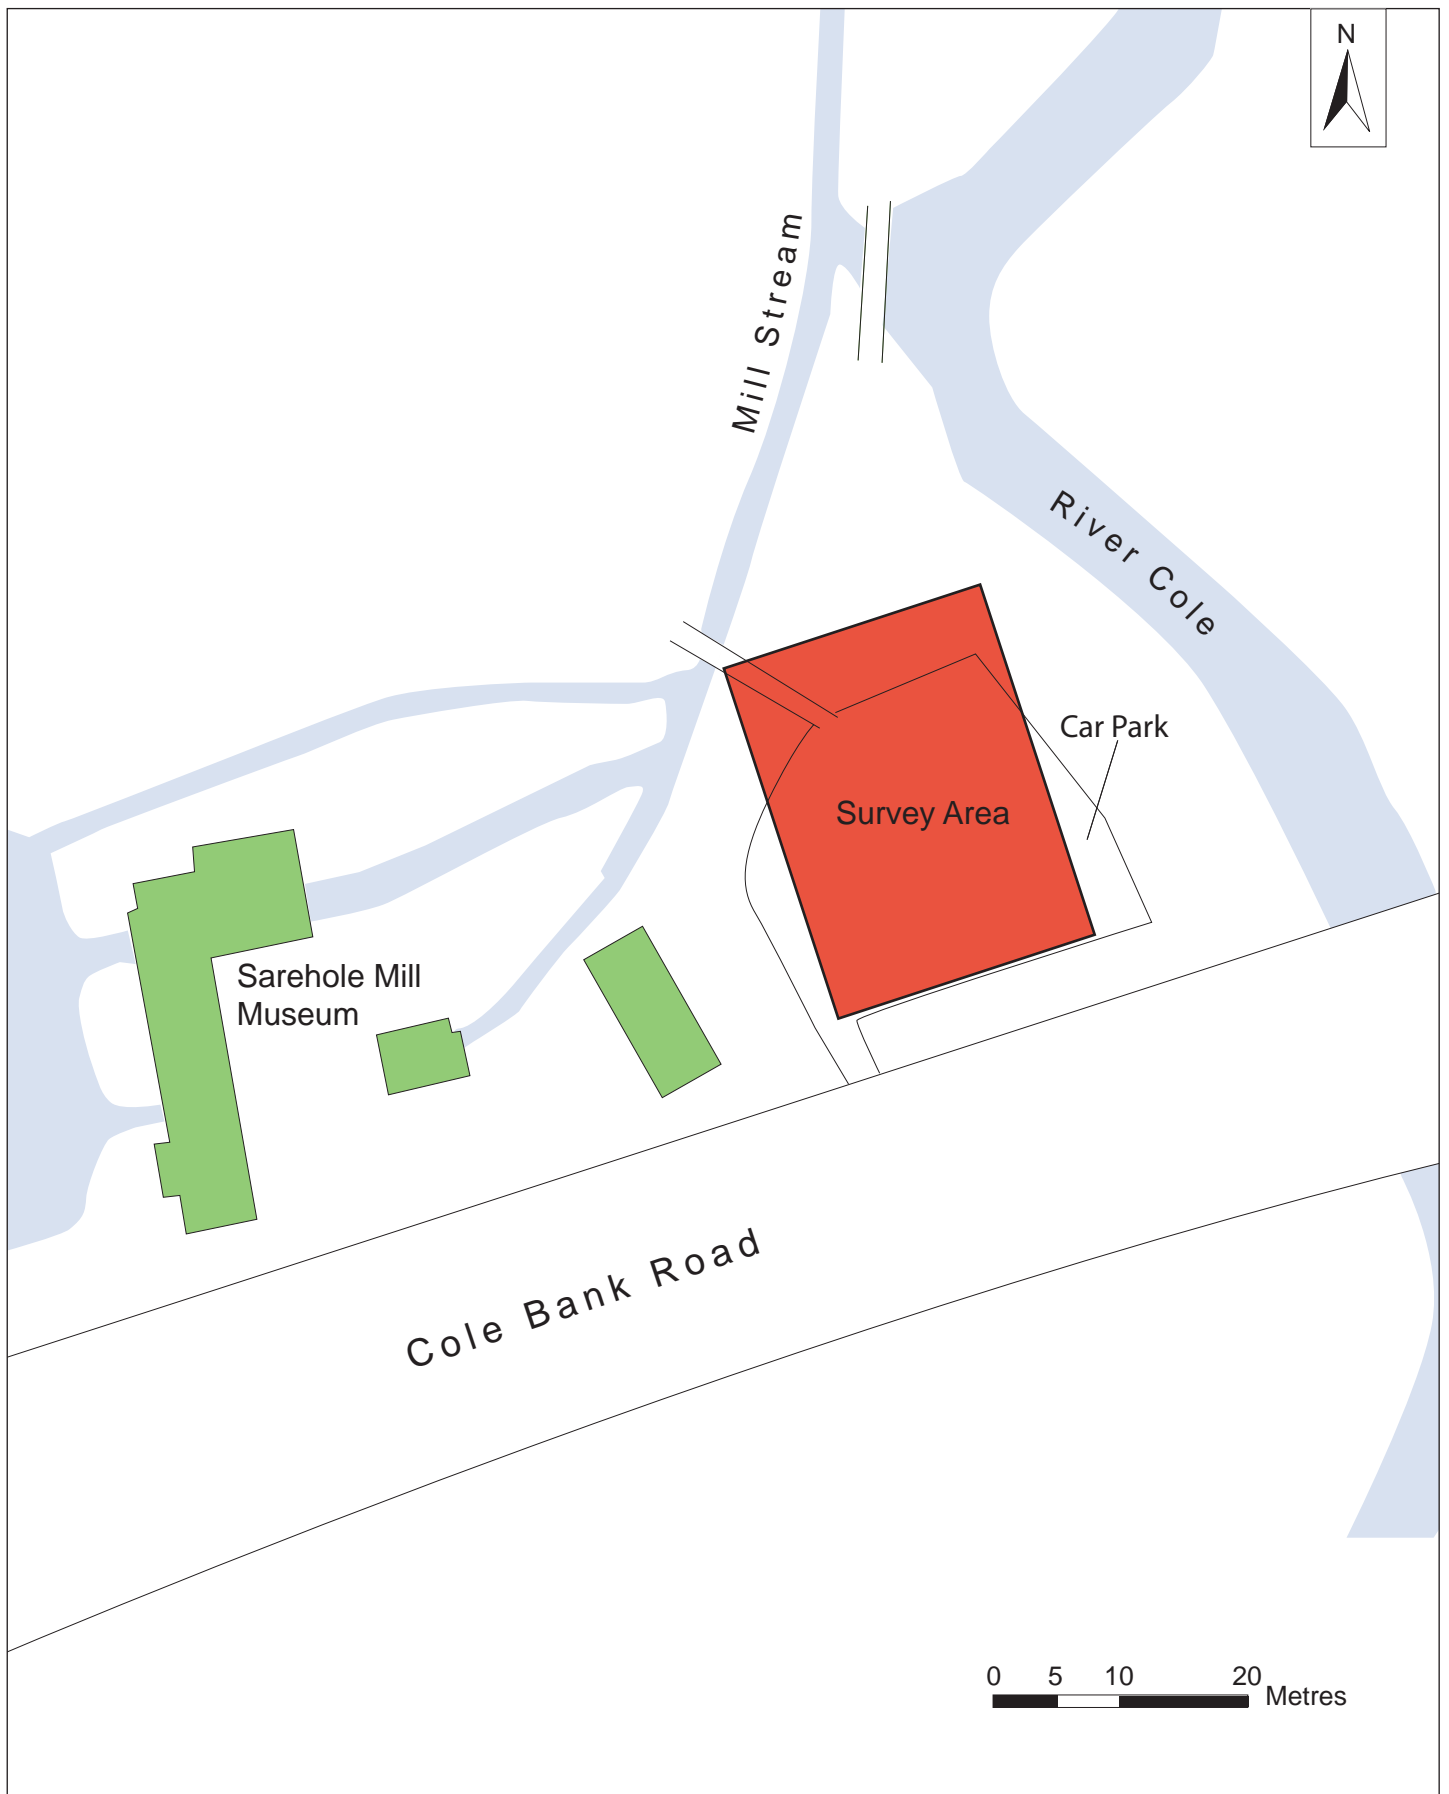 N
Mill Stream
River Cole
Car Park
Survey Area
Sarehole Mill
Museum
Cole Bank Road
0 5 10 20
Metres